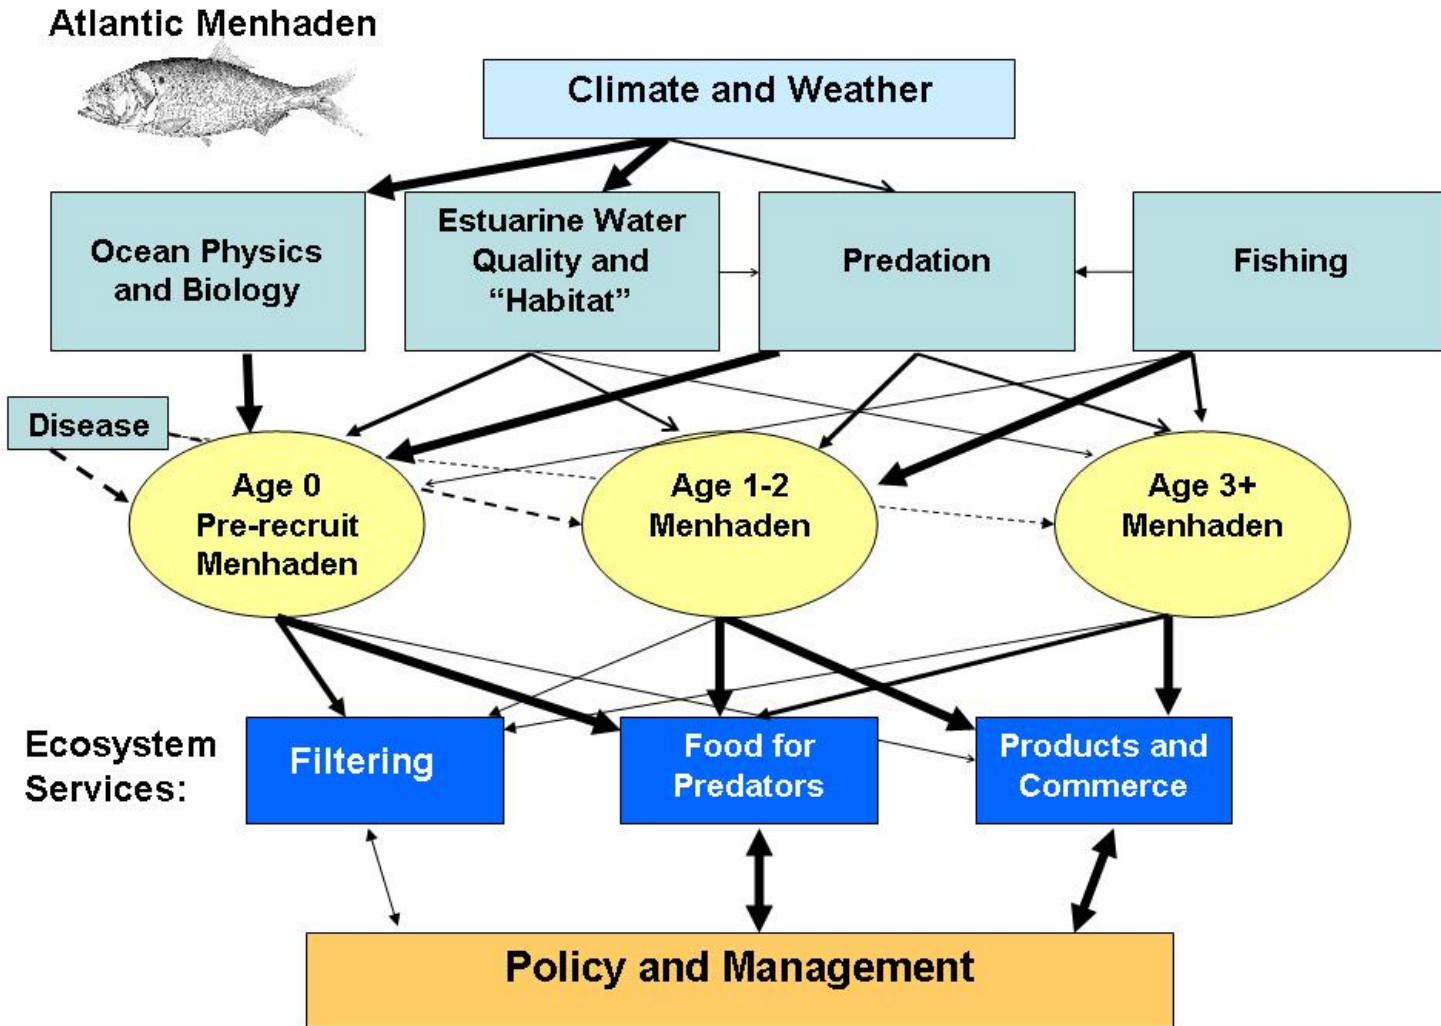 Atlantic Menhaden
Climate and Weather
Ocean Physics
and Biology
Estuarine Water
Quality and
“Habitat”
Predation
Fishing
Disease
Age 0
Pre-recruit
Menhaden
Age 1-2
Menhaden
Age 3+
Menhaden
Ecosystem
Services:
Filtering
Food for
Predators
Products and
Commerce
Policy and Management